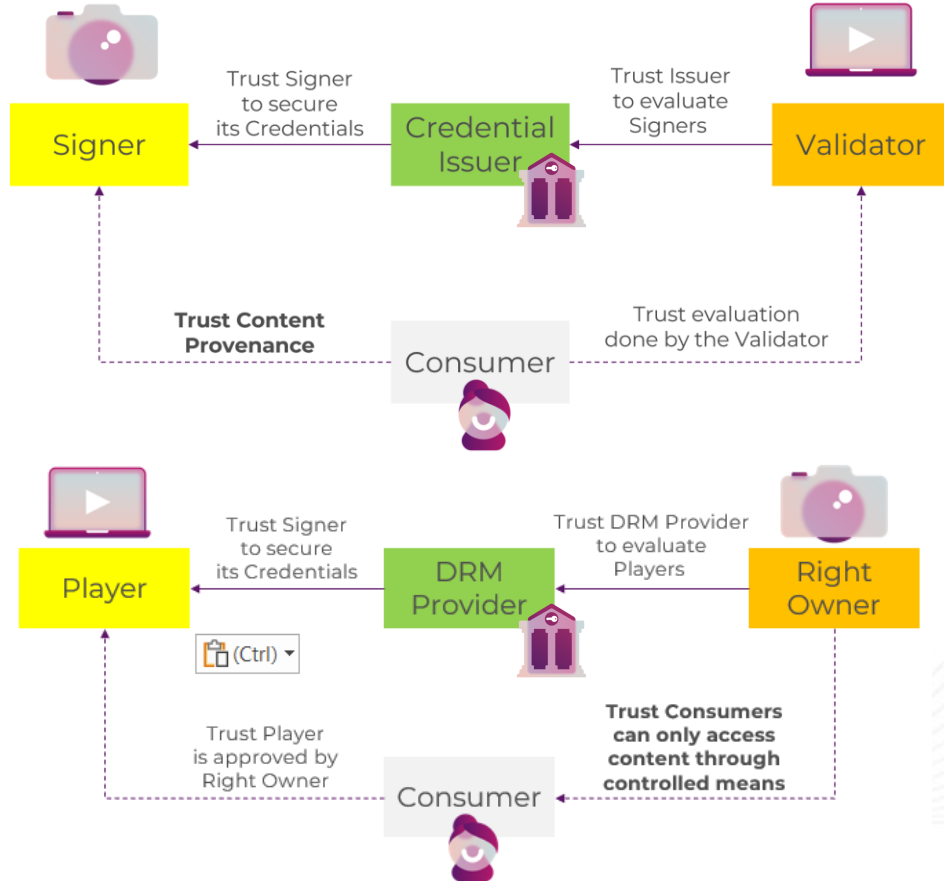 Trust Signer
to secure
its Credentials
Trust Issuer
to evaluate
Signers
Signer
Credential
Issuer
Validator
Trust Content
Provenance
Trust evaluation
done by the Validator
Consumer
Trust Signer
to secure
its Credentials
Trust DRM Provider
to evaluate
Players
Player
DRM
Provider
Right
Owner
(Ctrl)
Trust Player
is approved by
Right Owner
Trust Consumers
can only access
content through
controlled means
Consumer